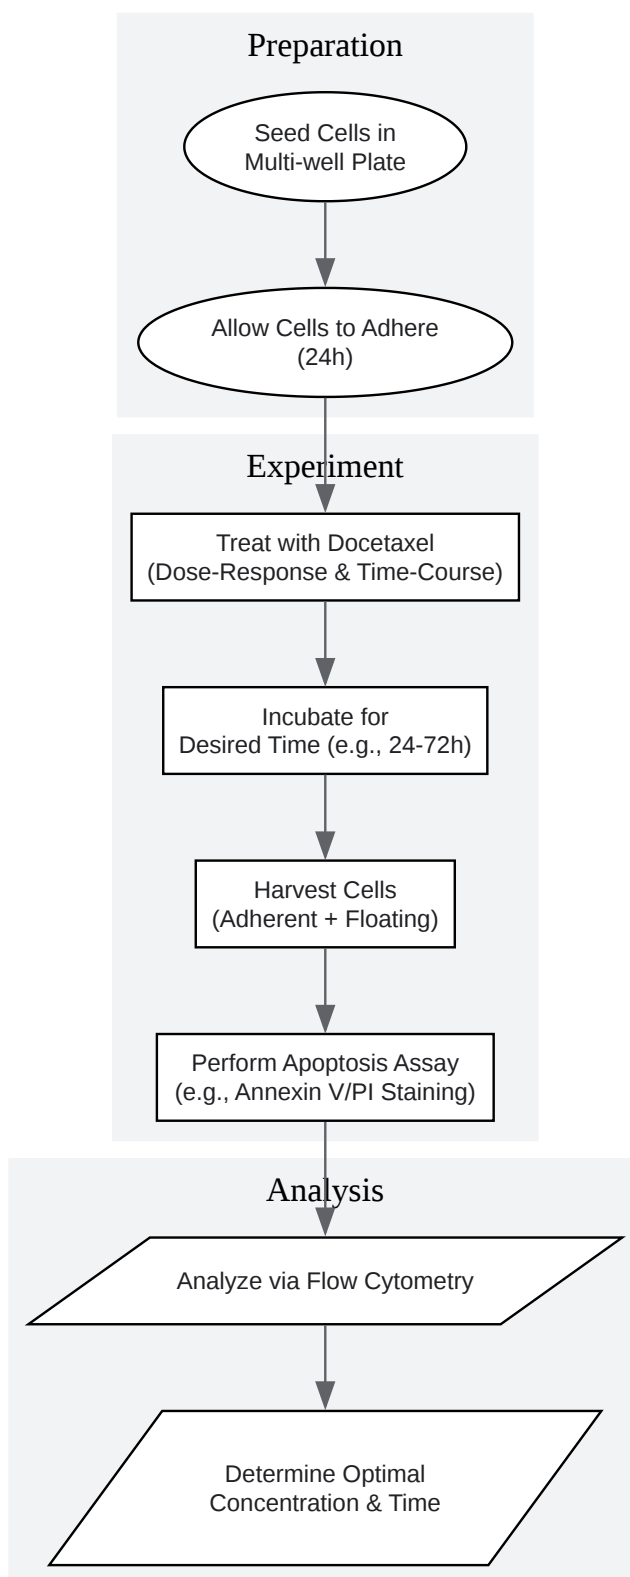 Preparation
Seed Cells in
Multi-well Plate
Allow Cells to Adhere
(24h)
Experiment
Treat with Docetaxel
(Dose-Response & Time-Course)
Incubate for
Desired Time (e.g., 24-72h)
Harvest Cells
(Adherent + Floating)
Perform Apoptosis Assay
(e.g., Annexin V/PI Staining)
Analysis
Analyze via Flow Cytometry
Determine Optimal
Concentration & Time